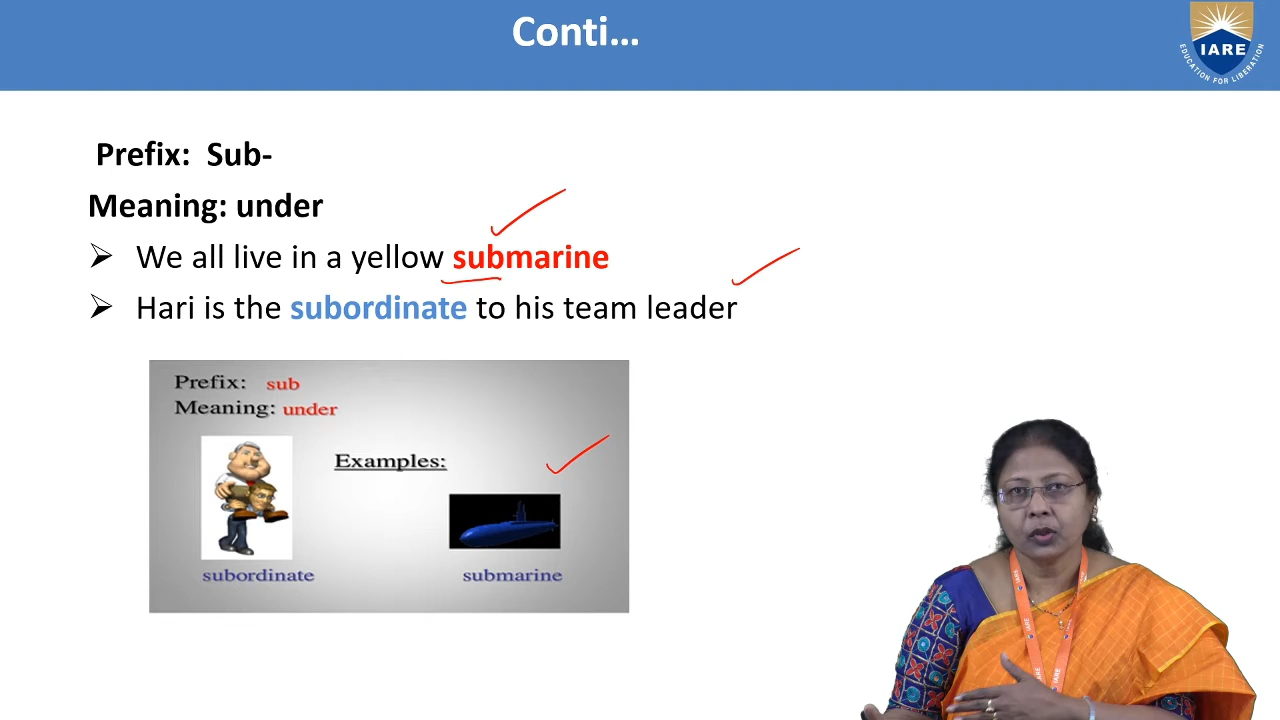 Conti...
IARE
EDUCATION FOR LIBERATION
Prefix: Sub-
Meaning: under
We all live in a yellow submarine
Hari is the subordinate to his team leader
Prefix: sub
Meaning: under
Examples:
subordinate
submarine